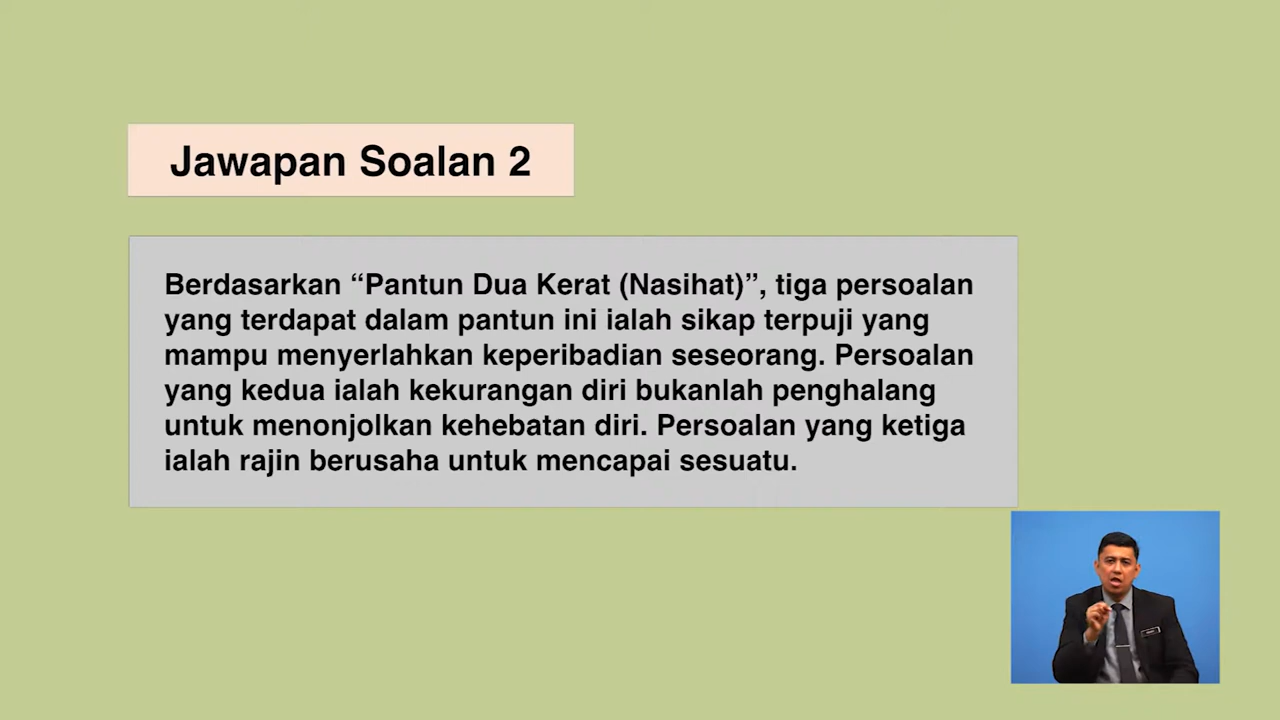 Jawapan Soalan 2
Berdasarkan “Pantun Dua Kerat (Nasihat)”, tiga persoalan
yang terdapat dalam pantun ini ialah sikap terpuji yang
mampu menyerlahkan keperibadian seseorang. Persoalan
yang kedua ialah kekurangan diri bukanlah penghalang
untuk menonjolkan kehebatan diri. Persoalan yang ketiga
ialah rajin berusaha untuk mencapai sesuatu.